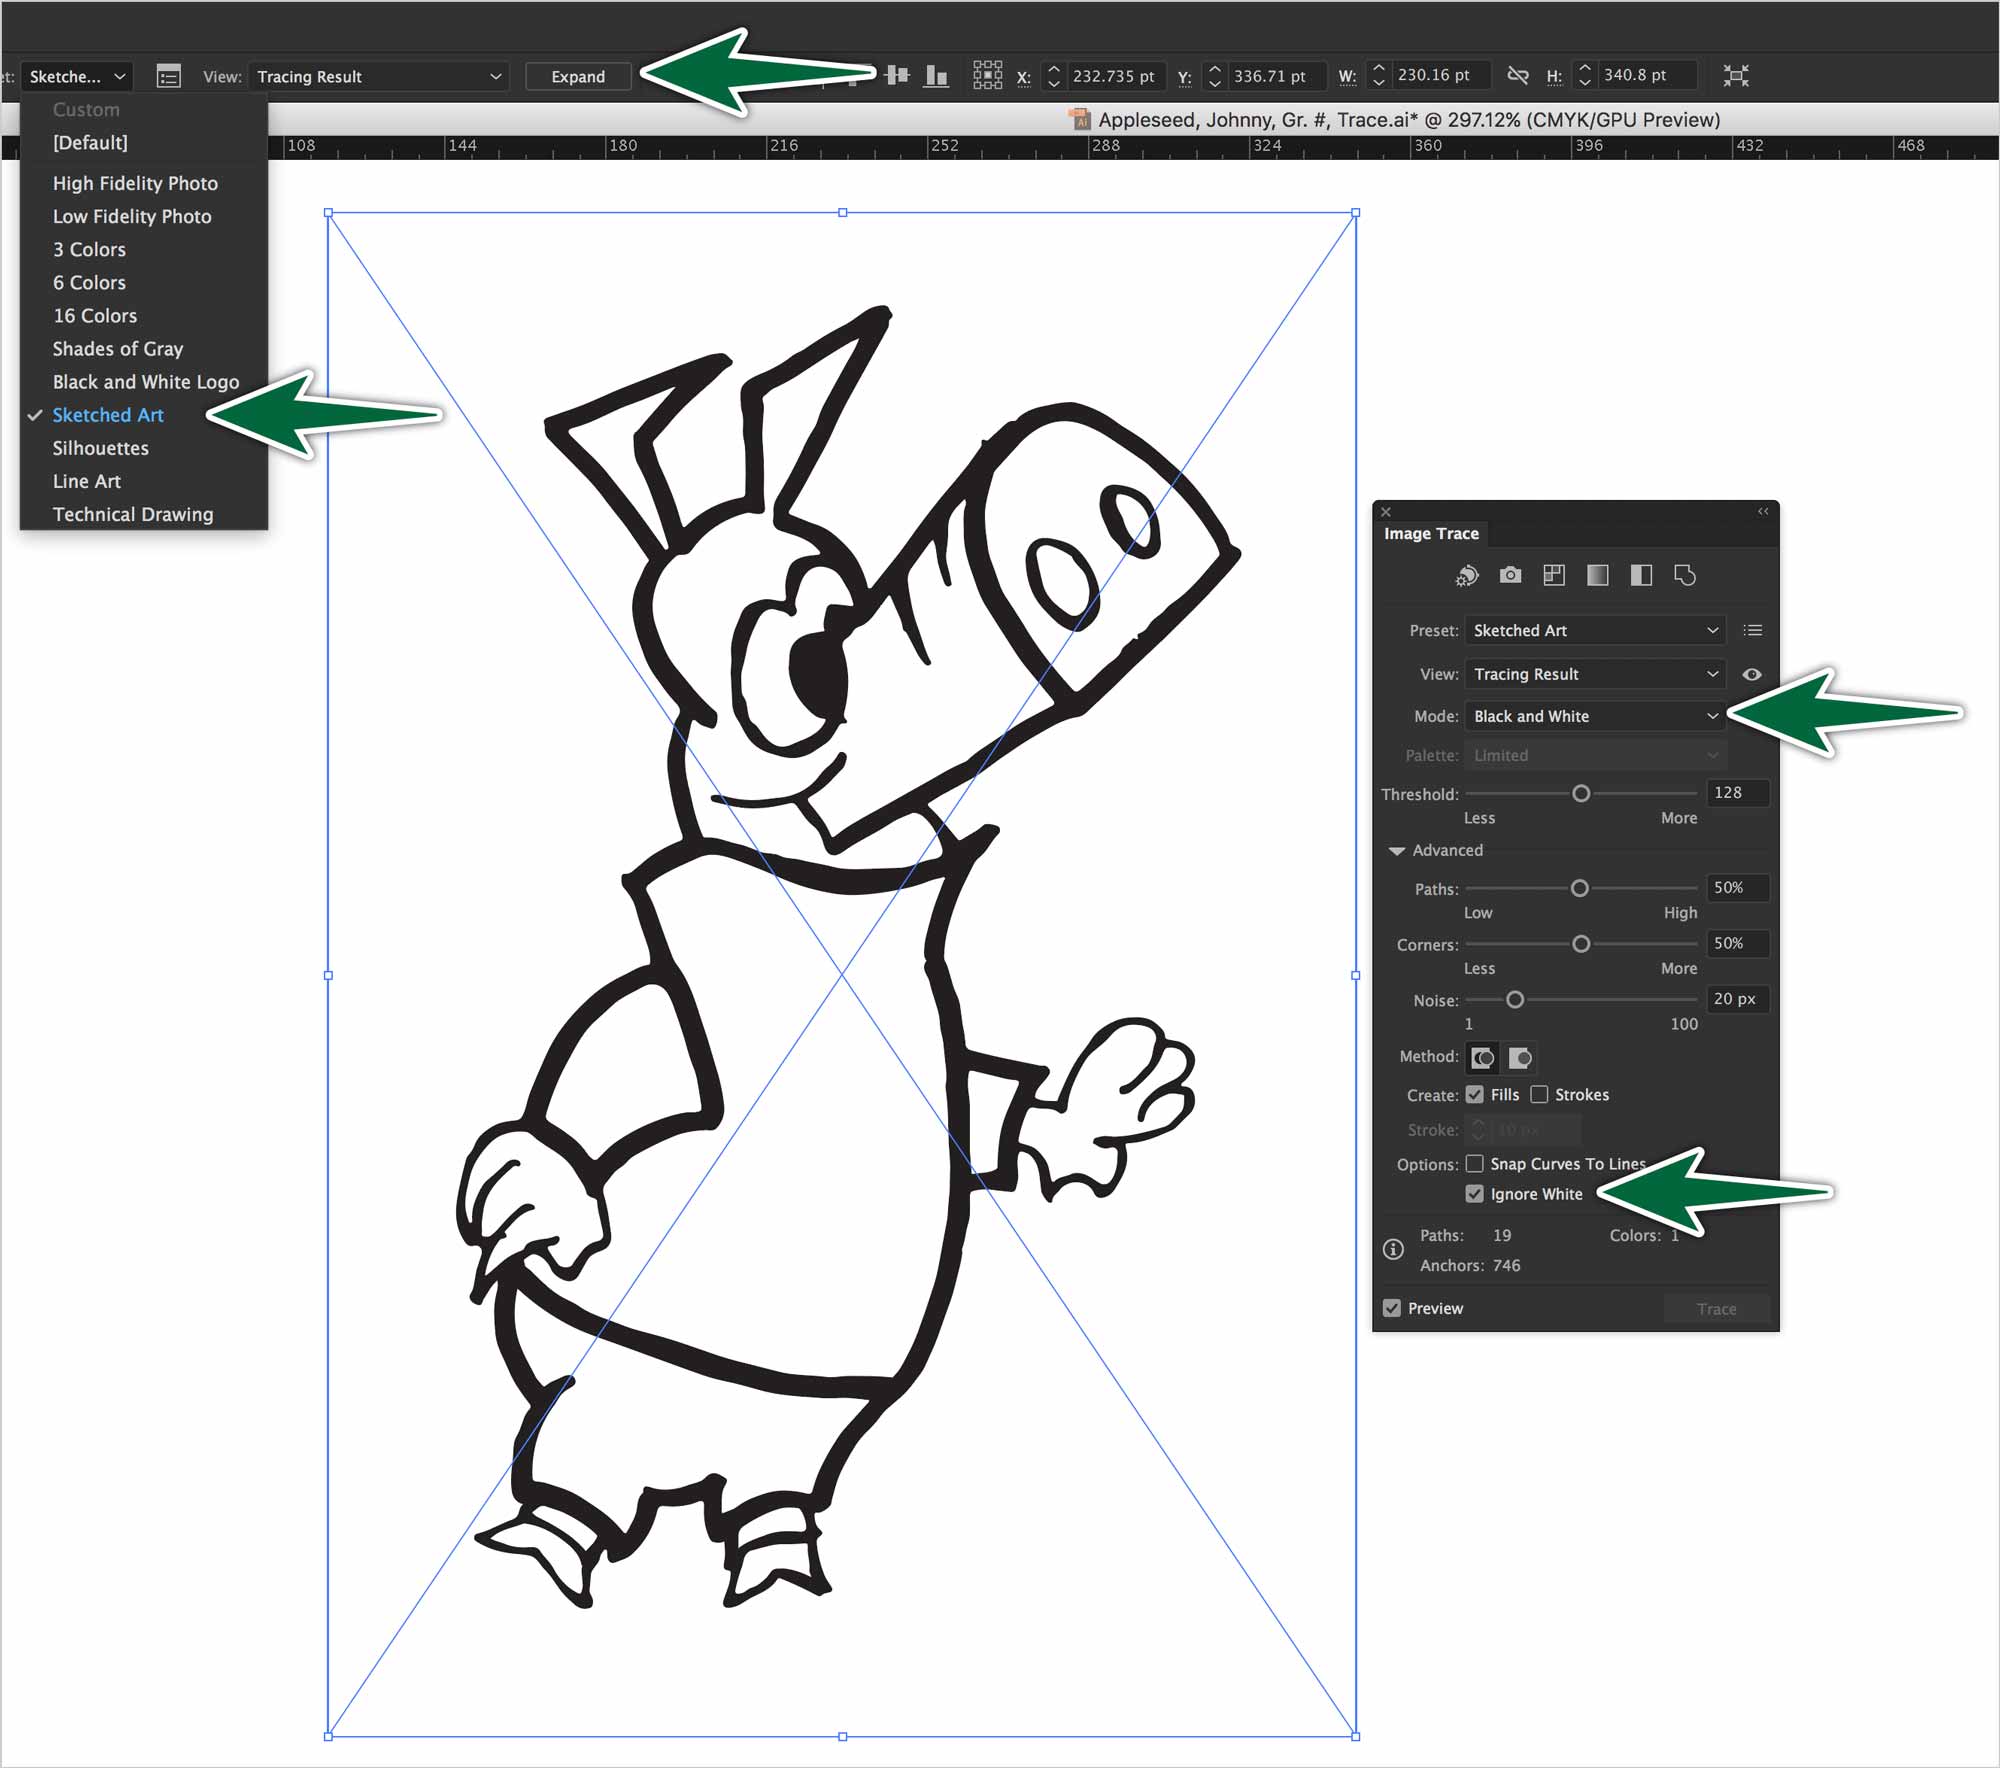 et: Sketche... View: Tracing Result Expand X: 232.735 pt Y: 336.71 pt W: 230.16 pt H: 340.8 pt
Appleseed, Johnny, Gr. #, Trace.ai* @ 297.12% (CMYK/GPU Preview)
108 144 180 216 252 288 324 360 396 432 468
Custom
[Default]
High Fidelity Photo
Low Fidelity Photo
3 Colors
6 Colors
16 Colors
Shades of Gray
Black and White Logo
Sketched Art
Silhouettes
Line Art
Technical Drawing
Image Trace
Preset: Sketched Art
View: Tracing Result
Mode: Black and White
Palette: Limited
Threshold: 128
Less More
Advanced
Paths: 50%
Low High
Corners: 50%
Less More
Noise: 20 px
1 100
Method:
Create: Fills Strokes
Stroke: 10 px
Options: Snap Curves To Lines
Ignore White
Paths: 19 Colors: 1
Anchors: 746
Preview Trace